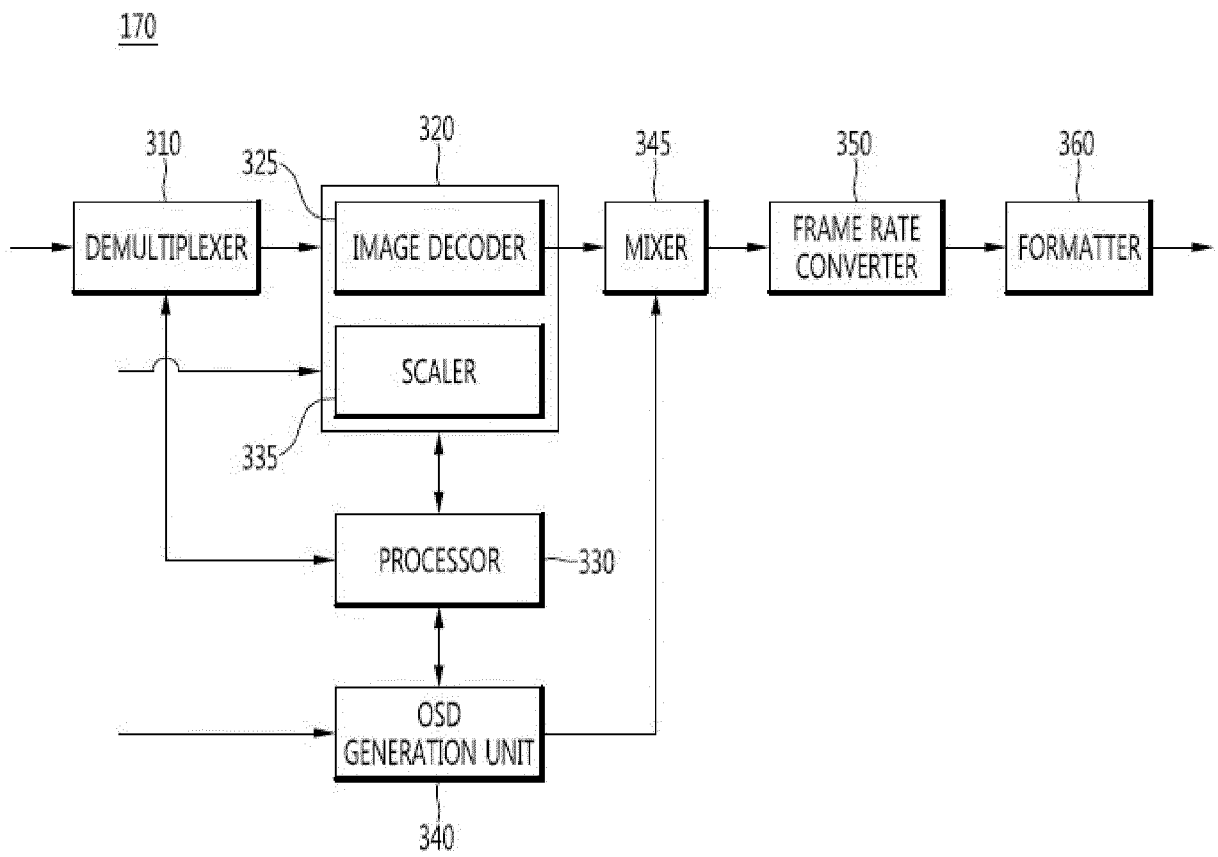 170
310
325
320
345
350
360
DEMULTIPLEXER
IMAGE DECODER
MIXER
FRAME RATE
CONVERTER
FORMATTER
SCALER
335
PROCESSOR
330
OSD
GENERATION UNIT
340